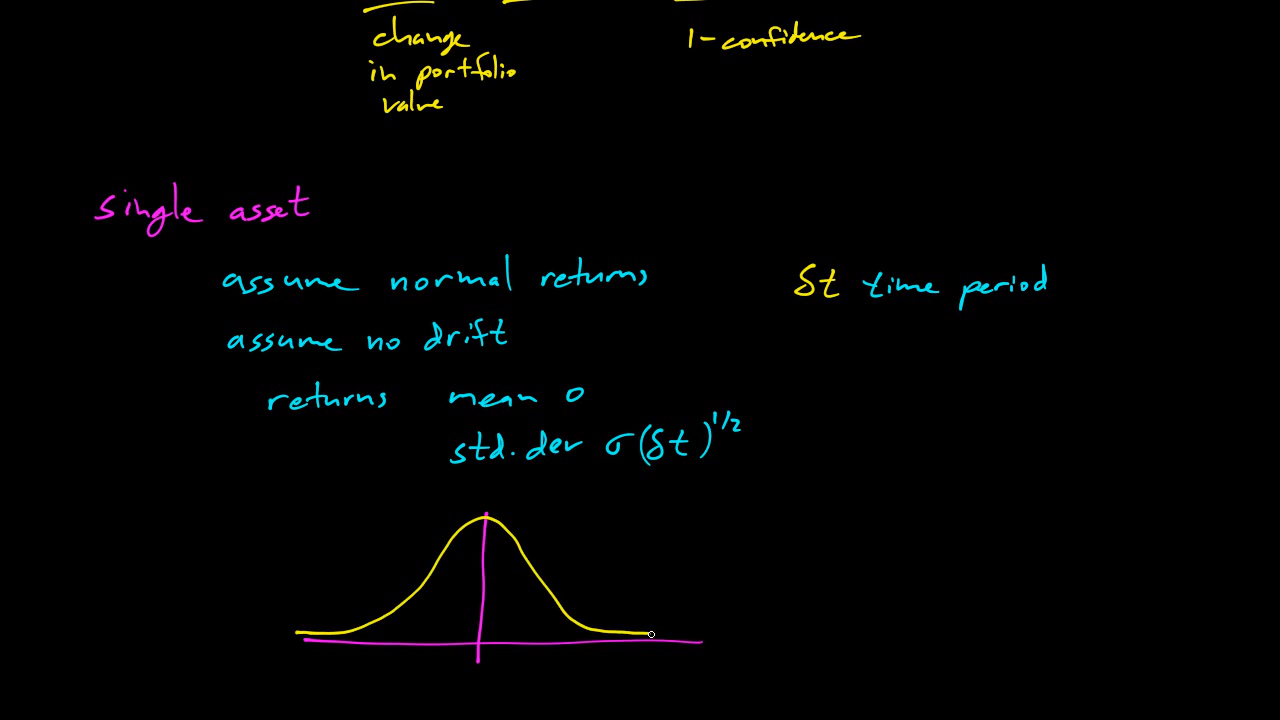 change
in portfolio
value
1-confidence
single asset
assume normal returns
δt time period
assume no drift
returns mean 0
std.dev σ(δt)^1/2